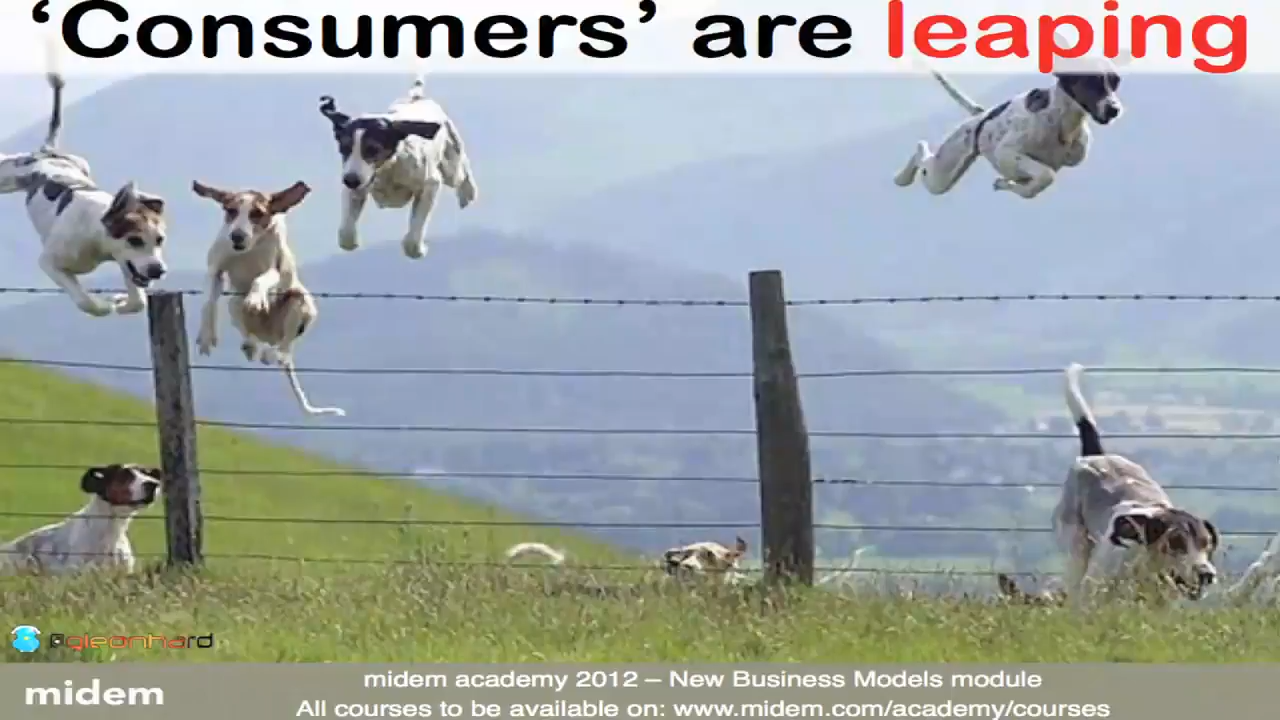 ‘Consumers’ are leaping
@gleonhard
midem
midem academy 2012 – New Business Models module
All courses to be available on: www.midem.com/academy/courses